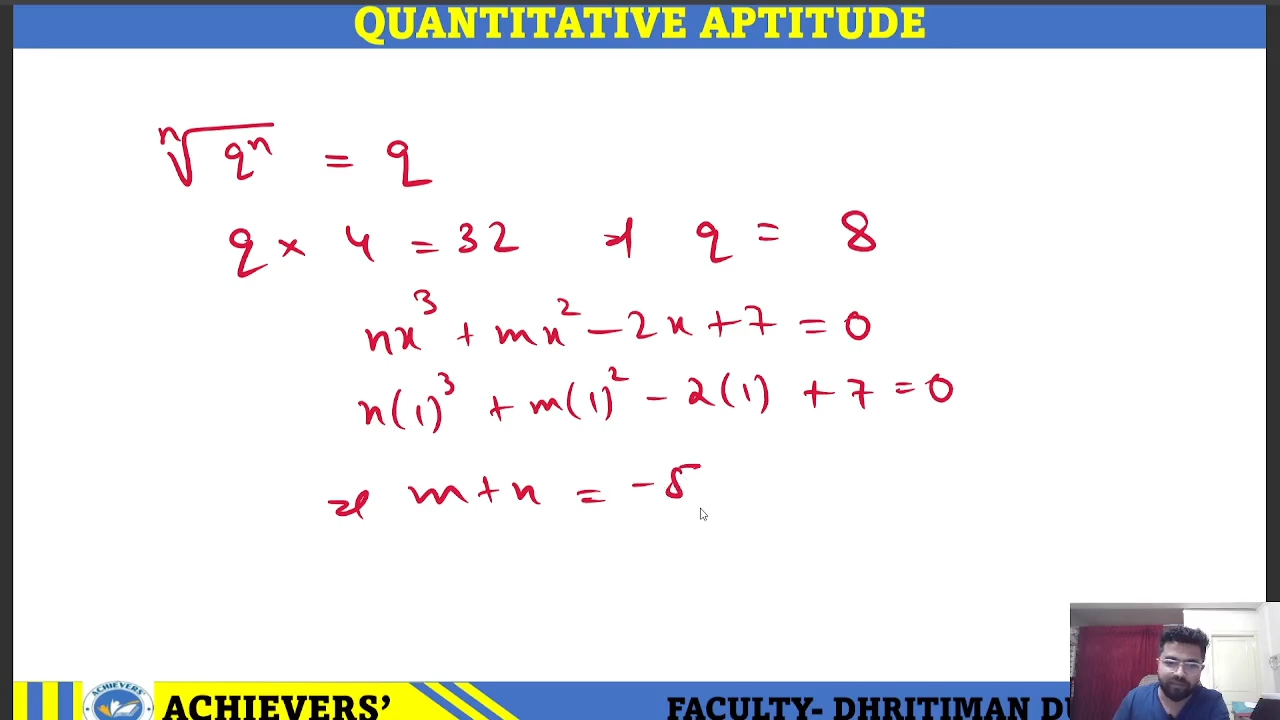 QUANTITATIVE APTITUDE
ⁿ√qⁿ = q
q × 4 = 32 ⇒ q = 8
nx³ + mx² − 2x + 7 = 0
n(1)³ + m(1)² − 2(1) + 7 = 0
⇒ m + n = −5
ACHIEVERS'
ACHIEVERS' FACULTY- DHRITIMAN